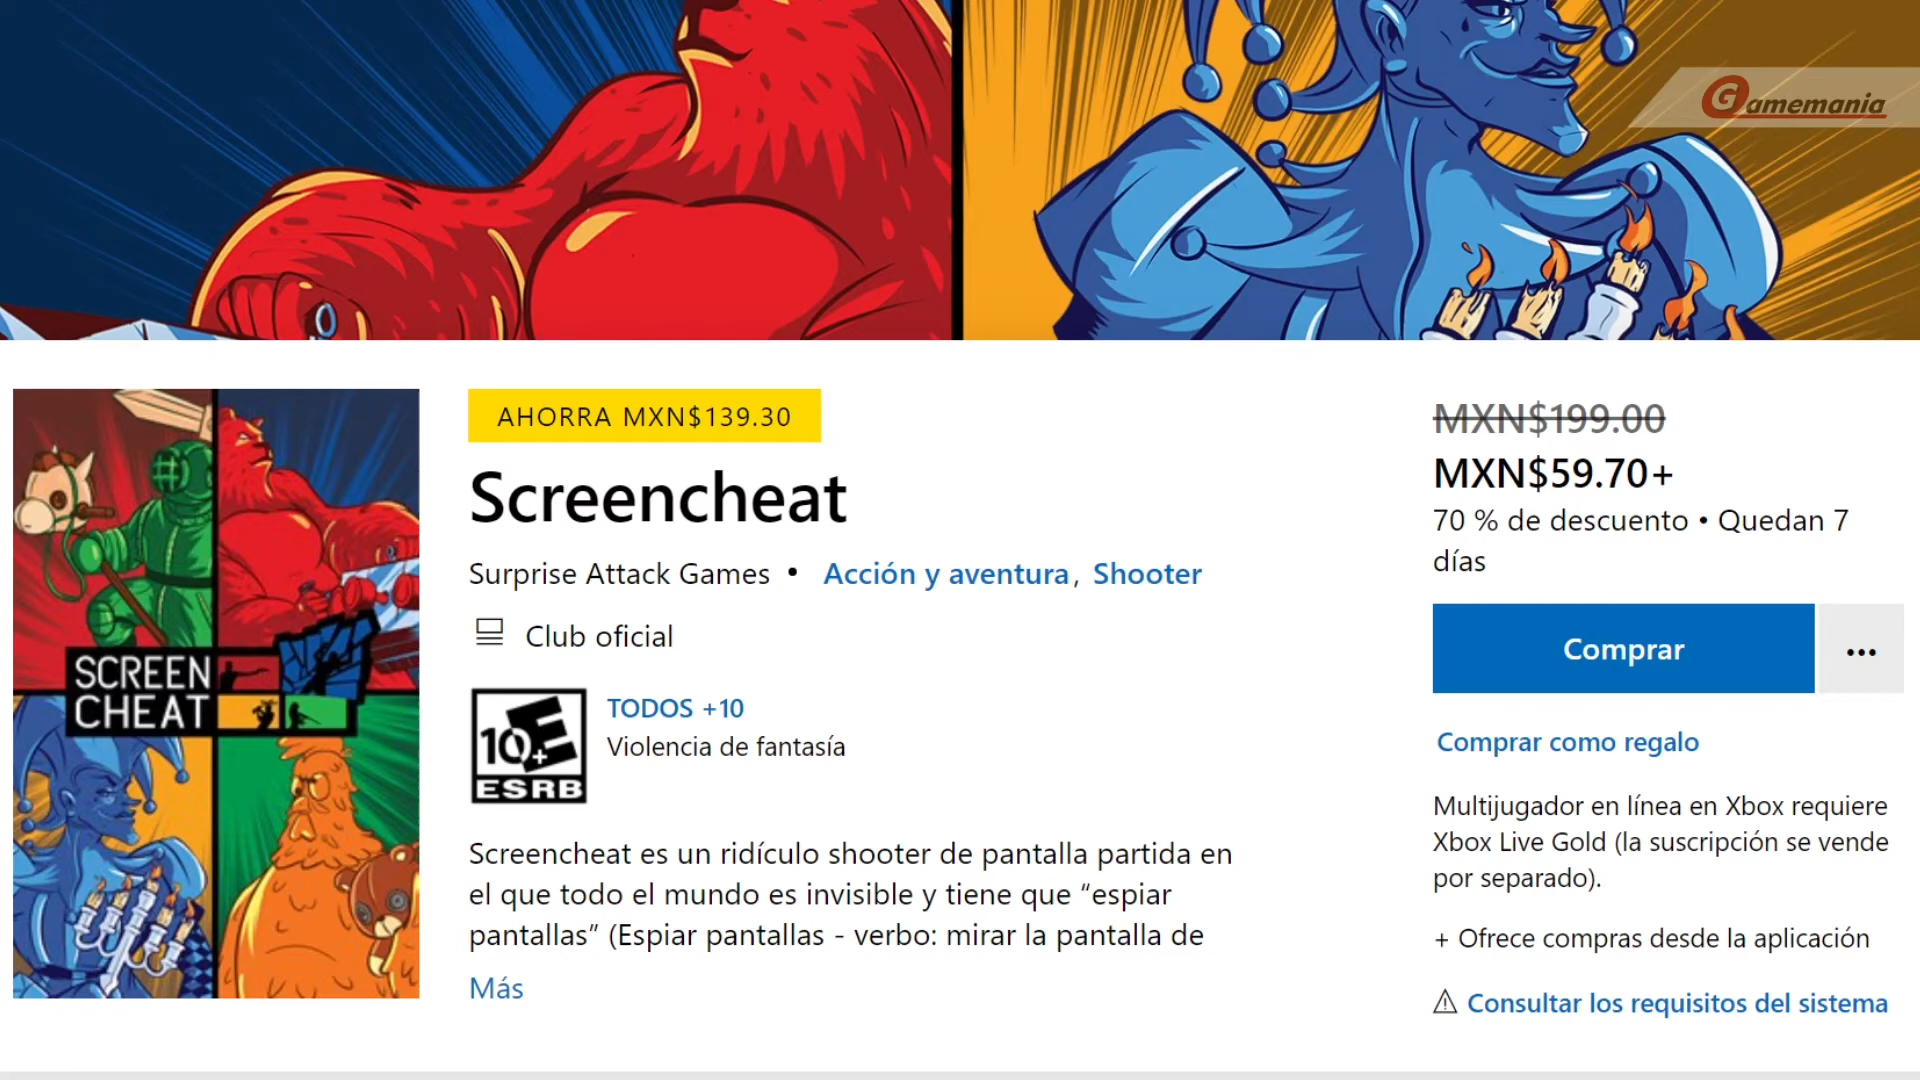 Gamemania
AHORRA MXN$139.30
Screencheat
Surprise Attack Games • Acción y aventura, Shooter
Club oficial
SCREEN
CHEAT
10+
E
ESRB
TODOS +10
Violencia de fantasía
Screencheat es un ridículo shooter de pantalla partida en
el que todo el mundo es invisible y tiene que “espiar
pantallas” (Espiar pantallas - verbo: mirar la pantalla de
Más
MXN$199.00
MXN$59.70+
70 % de descuento • Quedan 7
días
Comprar
Comprar como regalo
Multijugador en línea en Xbox requiere
Xbox Live Gold (la suscripción se vende
por separado).
+ Ofrece compras desde la aplicación
Consultar los requisitos del sistema